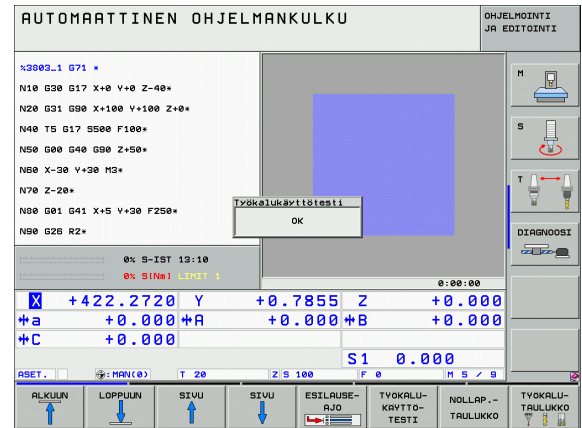 AUTOMAATTINEN OHJELMANKULKU
OHJELMOINTI
JA EDITOINTI
%3803_1 G71 *
N10 G30 G17 X+0 Y+0 Z-40*
N20 G31 G90 X+100 Y+100 Z+0*
N40 T5 G17 S500 F100*
N50 G00 G40 G90 Z+50*
N60 X-30 Y+30 M3*
N70 Z-20*
N80 G01 G41 X+5 Y+30 F250*
N90 G26 R2*
Työkalukäyttötesti
OK
M
S
T
DIAGNOOSI
0% S-IST 13:10
0% S[Nm] LIMIT 1
0:00:00
X +422.2720 Y +0.7855 Z +0.000
a +0.000 A +0.000 B +0.000
C +0.000
S1 0.00
ASET. :MAN(0) T 20 Z S 100 F 0 M 5 / 9
ALKUUN
LOPPUUN
SIVU
SIVU
ESILAUSE-
AJO
TYÖKALU-
KÄYTTÖ-
TESTI
NOLLAP.-
TAULUKKO
TYÖKALU-
TAULUKKO